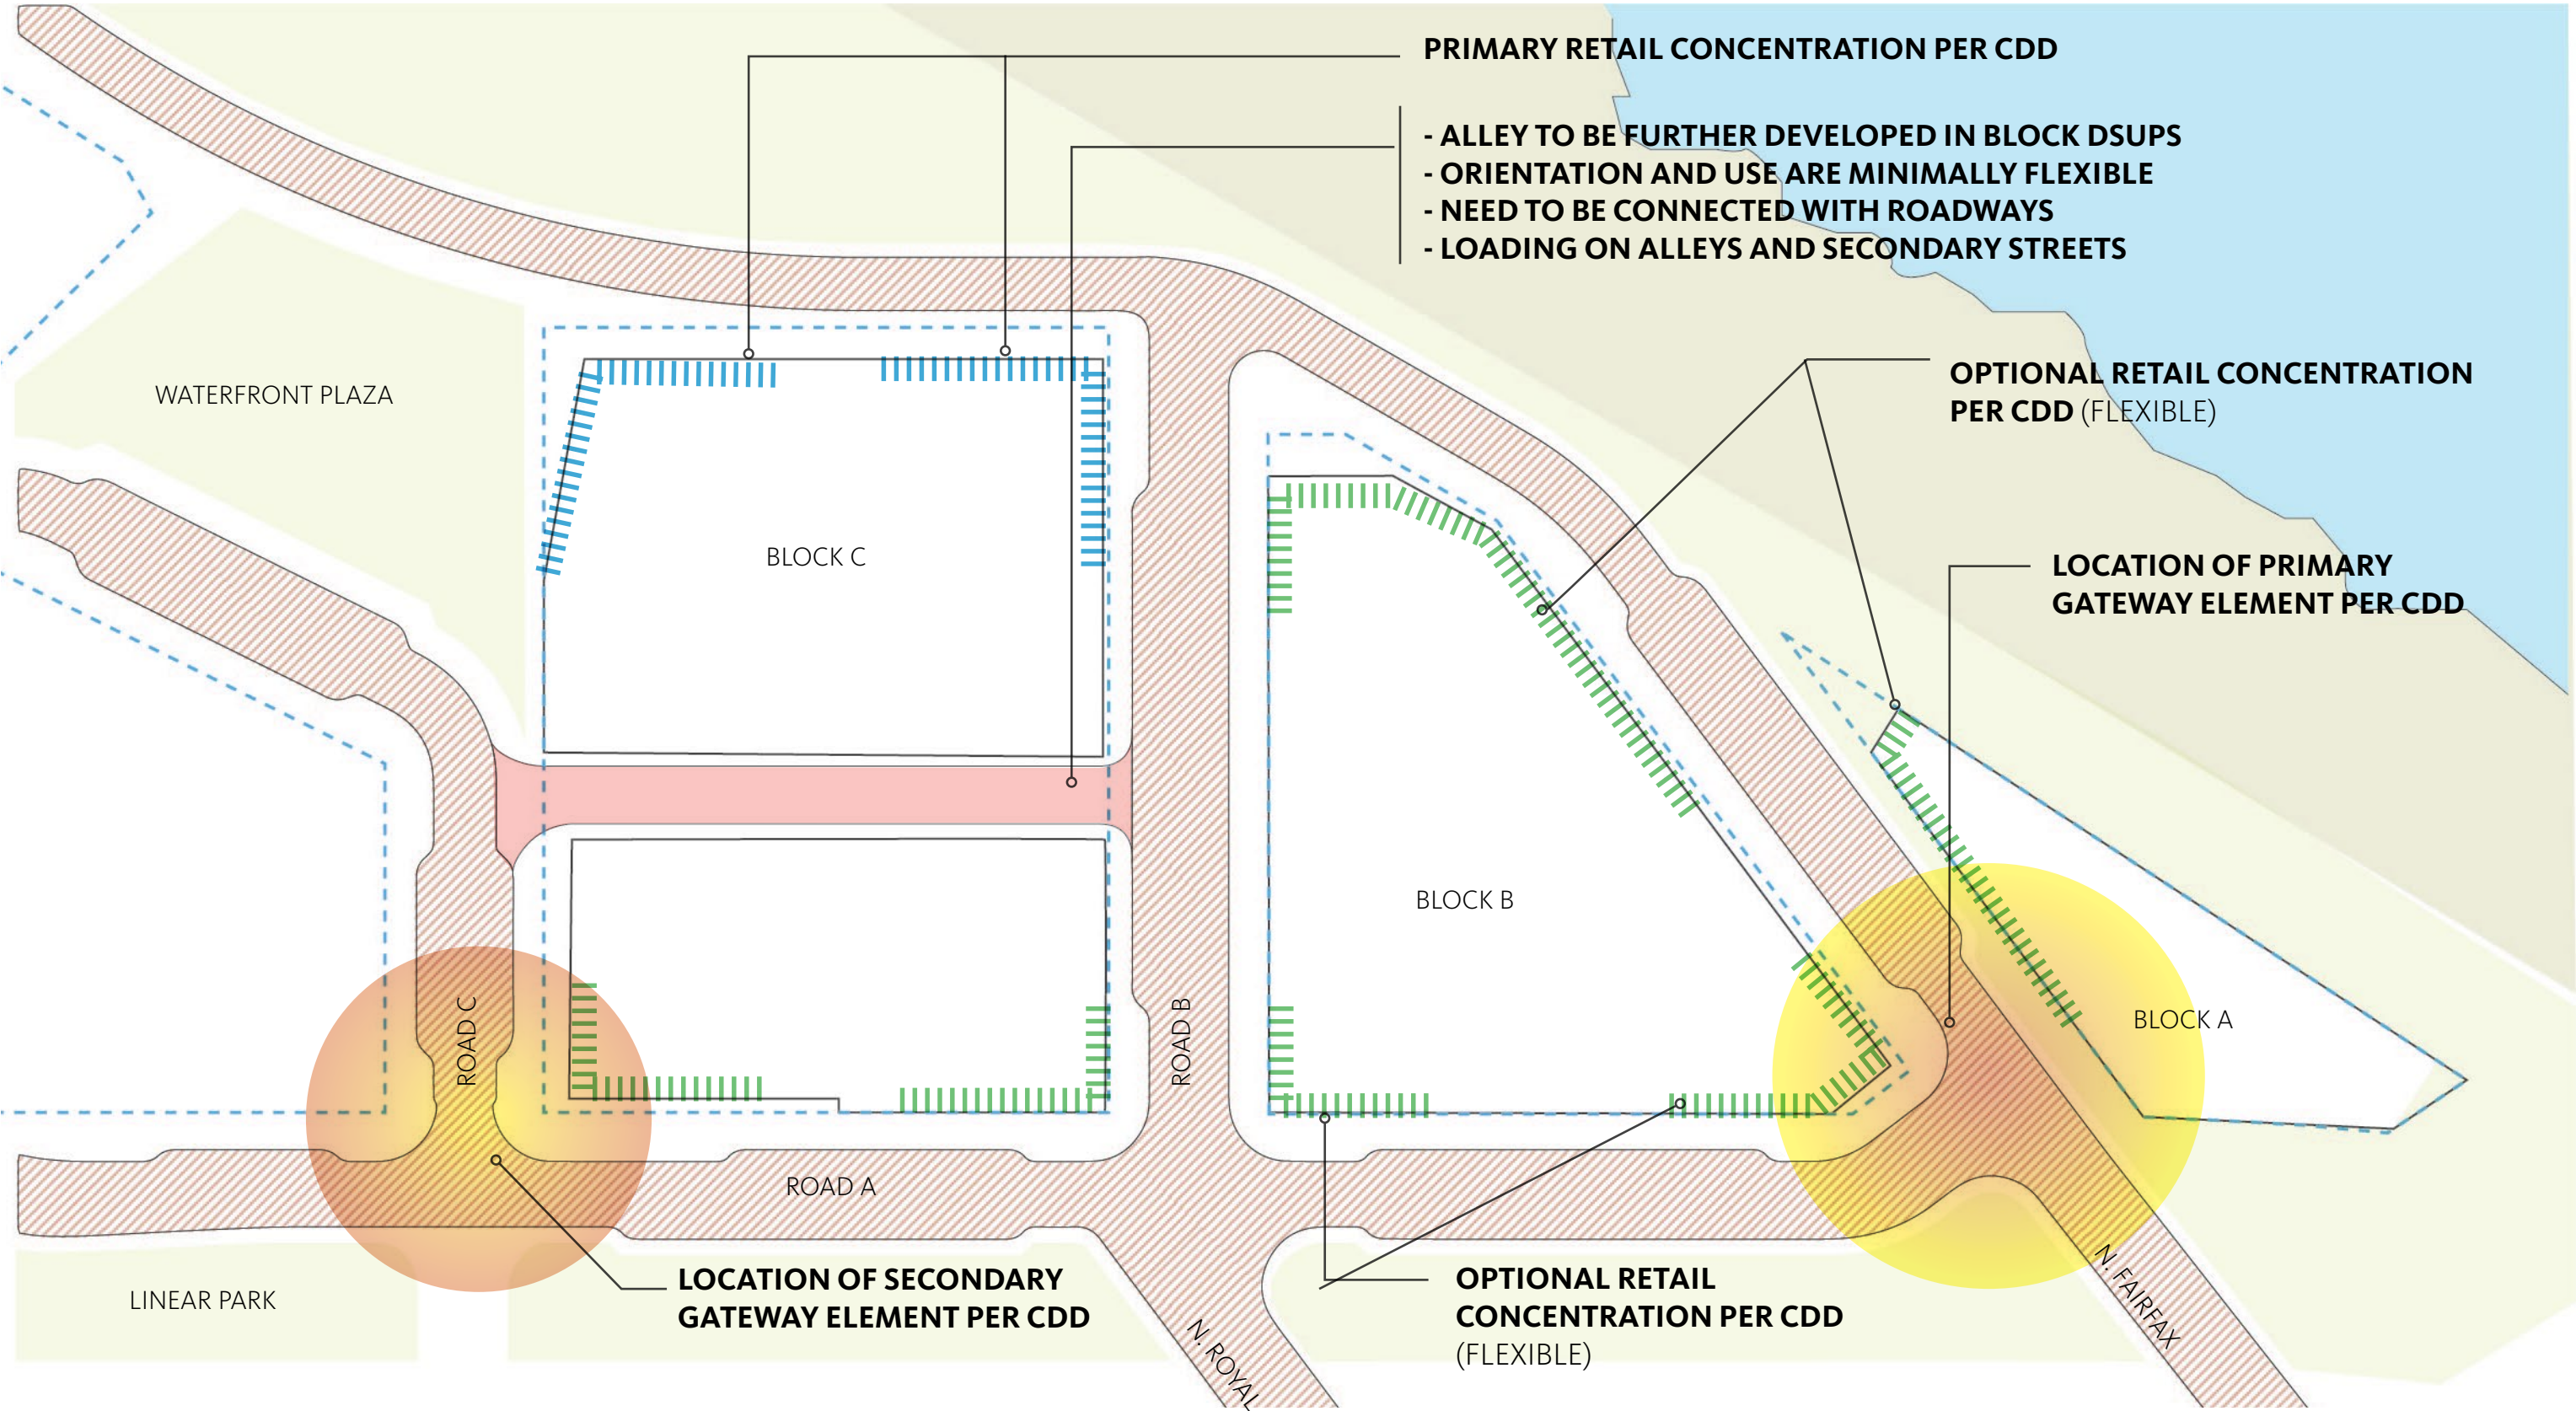 PRIMARY RETAIL CONCENTRATION PER CDD
- ALLEY TO BE FURTHER DEVELOPED IN BLOCK DSUPS
- ORIENTATION AND USE ARE MINIMALLY FLEXIBLE
- NEED TO BE CONNECTED WITH ROADWAYS
- LOADING ON ALLEYS AND SECONDARY STREETS
OPTIONAL RETAIL CONCENTRATION
PER CDD (FLEXIBLE)
WATERFRONT PLAZA
BLOCK C
LOCATION OF PRIMARY
GATEWAY ELEMENT PER CDD
BLOCK B
BLOCK A
ROAD C
ROAD B
ROAD A
LINEAR PARK
LOCATION OF SECONDARY
GATEWAY ELEMENT PER CDD
N. ROYAL
OPTIONAL RETAIL
CONCENTRATION PER CDD
(FLEXIBLE)
N. FAIRFAX